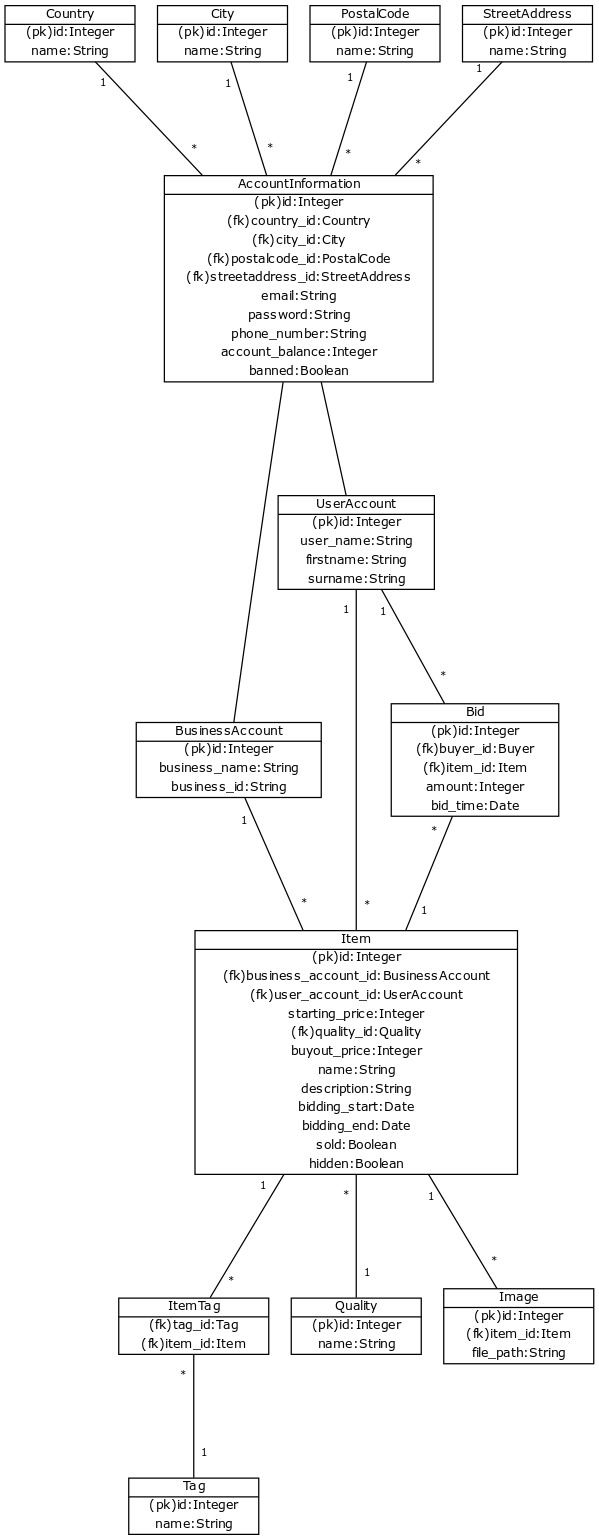 Country
(pk)id:Integer
name:String
City
(pk)id:Integer
name:String
PostalCode
(pk)id:Integer
name:String
StreetAddress
(pk)id:Integer
name:String
1
1
1
1
*
*
*
*
AccountInformation
(pk)id:Integer
(fk)country_id:Country
(fk)city_id:City
(fk)postalcode_id:PostalCode
(fk)streetaddress_id:StreetAddress
email:String
password:String
phone_number:String
account_balance:Integer
banned:Boolean
UserAccount
(pk)id:Integer
user_name:String
firstname:String
surname:String
1
1
*
Bid
(pk)id:Integer
(fk)buyer_id:Buyer
(fk)item_id:Item
amount:Integer
bid_time:Date
BusinessAccount
(pk)id:Integer
business_name:String
business_id:String
1
*
*
*
1
Item
(pk)id:Integer
(fk)business_account_id:BusinessAccount
(fk)user_account_id:UserAccount
starting_price:Integer
(fk)quality_id:Quality
buyout_price:Integer
name:String
description:String
bidding_start:Date
bidding_end:Date
sold:Boolean
hidden:Boolean
1
*
1
*
1
*
ItemTag
(fk)tag_id:Tag
(fk)item_id:Item
Quality
(pk)id:Integer
name:String
Image
(pk)id:Integer
(fk)item_id:Item
file_path:String
*
1
Tag
(pk)id:Integer
name:String